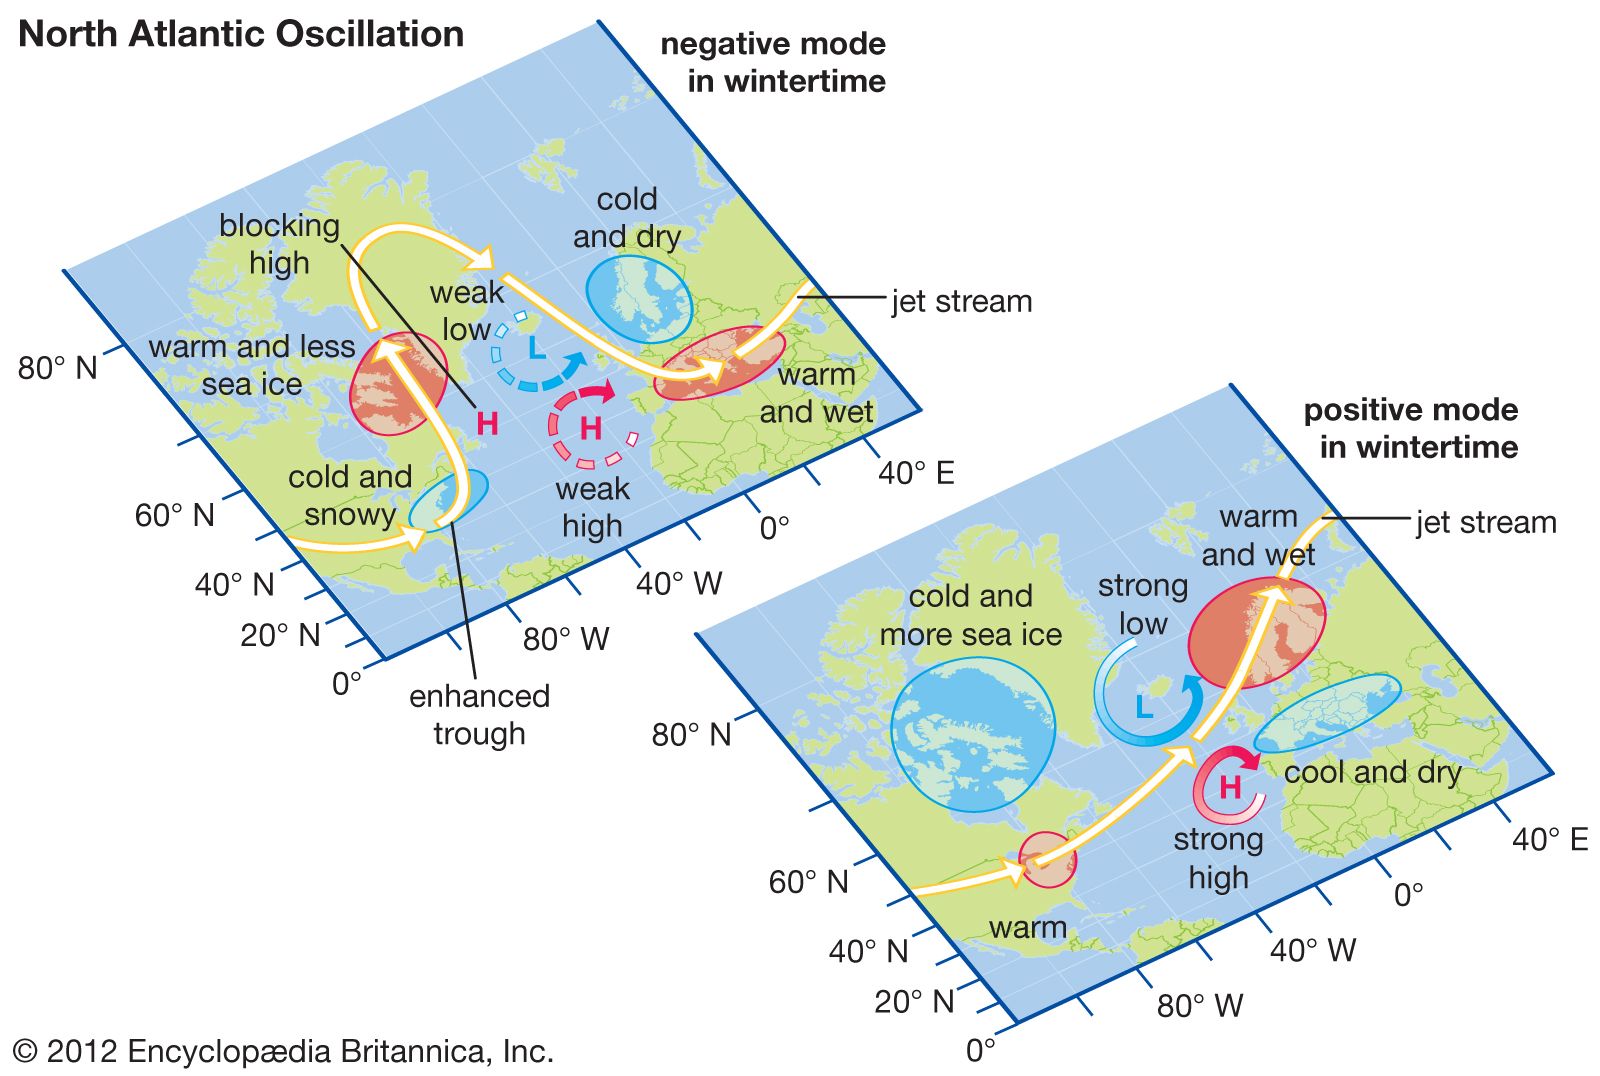 North Atlantic Oscillation
negative mode
in wintertime
cold
and dry
blocking
high
weak
low
jet stream
L
warm and less
sea ice
80° N
warm
and wet
H
H
cold and
snowy
weak
high
40° E
60° N
0°
40° N
40° W
20° N
80° W
0°
enhanced
trough
positive mode
in wintertime
warm
and wet
jet stream
strong
low
cold and
more sea ice
L
80° N
cool and dry
H
strong
high
40° E
60° N
0°
warm
40° N
40° W
20° N
80° W
0°
© 2012 Encyclopædia Britannica, Inc.